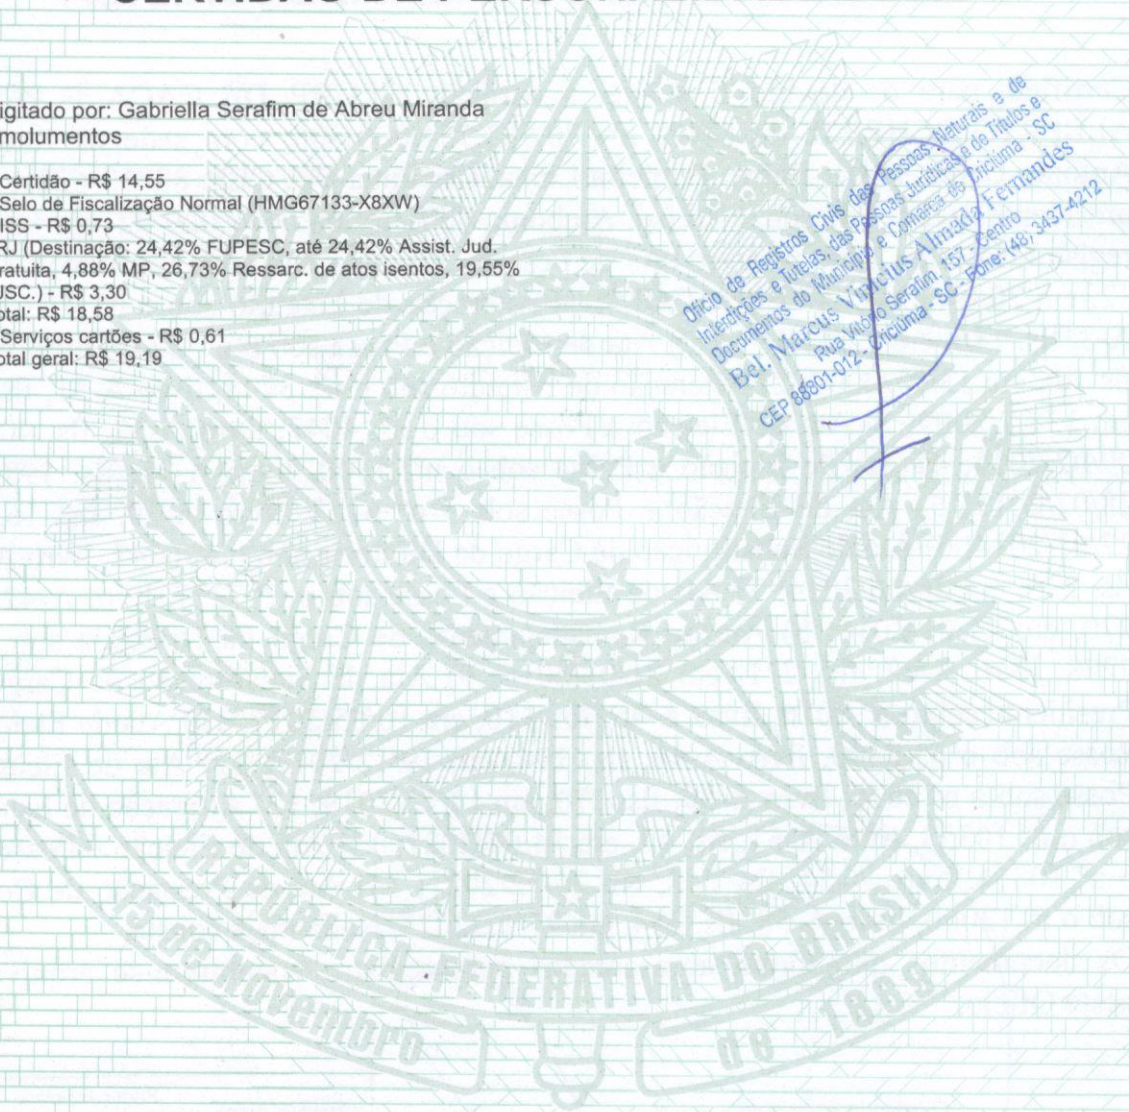 CERTIDÃO DE PERSONA
igitado por: Gabriella Serafim de Abreu Miranda
molumentos
Certidão - R$ 14,55
Selo de Fiscalização Normal (HMG67133-X8XW)
ISS - R$ 0,73
RJ (Destinação: 24,42% FUPESC, até 24,42% Assist. Jud.
ratuita, 4,88% MP, 26,73% Ressarc. de atos isentos, 19,55%
JSC.) - R$ 3,30
otal: R$ 18,58
Serviços cartões - R$ 0,61
otal geral: R$ 19,19
Ofício de Registros Civis das Pessoas Naturais e de
Interdições e Tutelas, das Pessoas Jurídicas e de Títulos e
Documentos do Município e Comarca de Criciúma - SC
Bel. Marcus Vinicius Almada Fernandes
Rua Vitório Serafim 157 - Centro
CEP 88801-012 - Criciúma - SC - Fone: (48) 3437-4212
REPÚBLICA FEDERATIVA DO BRASIL
15 de Novembro de 1889